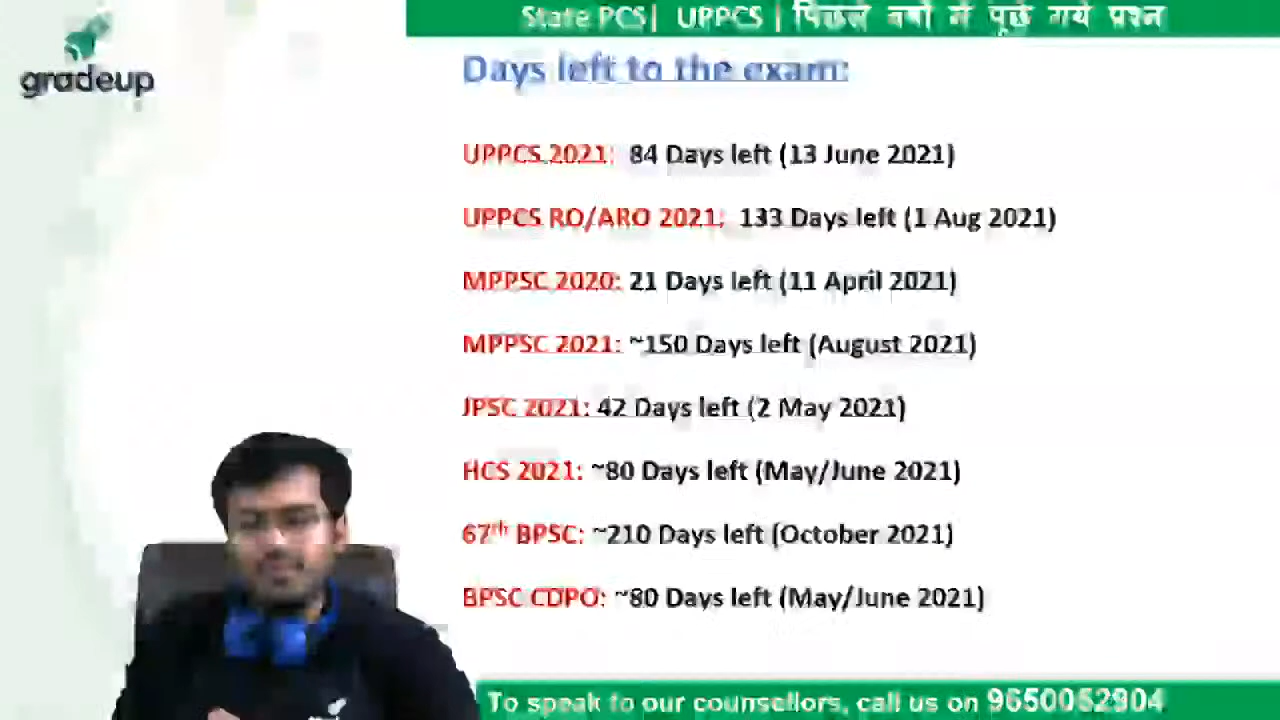 State PCS| UPPCS | पिछले वर्षों में पूछे गये प्रश्न
gradeup
Days left to the exam:
UPPCS 2021: 84 Days left (13 June 2021)
UPPCS RO/ARO 2021: 133 Days left (1 Aug 2021)
MPPSC 2020: 21 Days left (11 April 2021)
MPPSC 2021: ~150 Days left (August 2021)
JPSC 2021: 42 Days left (2 May 2021)
HCS 2021: ~80 Days left (May/June 2021)
67th BPSC: ~210 Days left (October 2021)
BPSC CDPO: ~80 Days left (May/June 2021)
To speak to our counsellors, call us on 9650052904